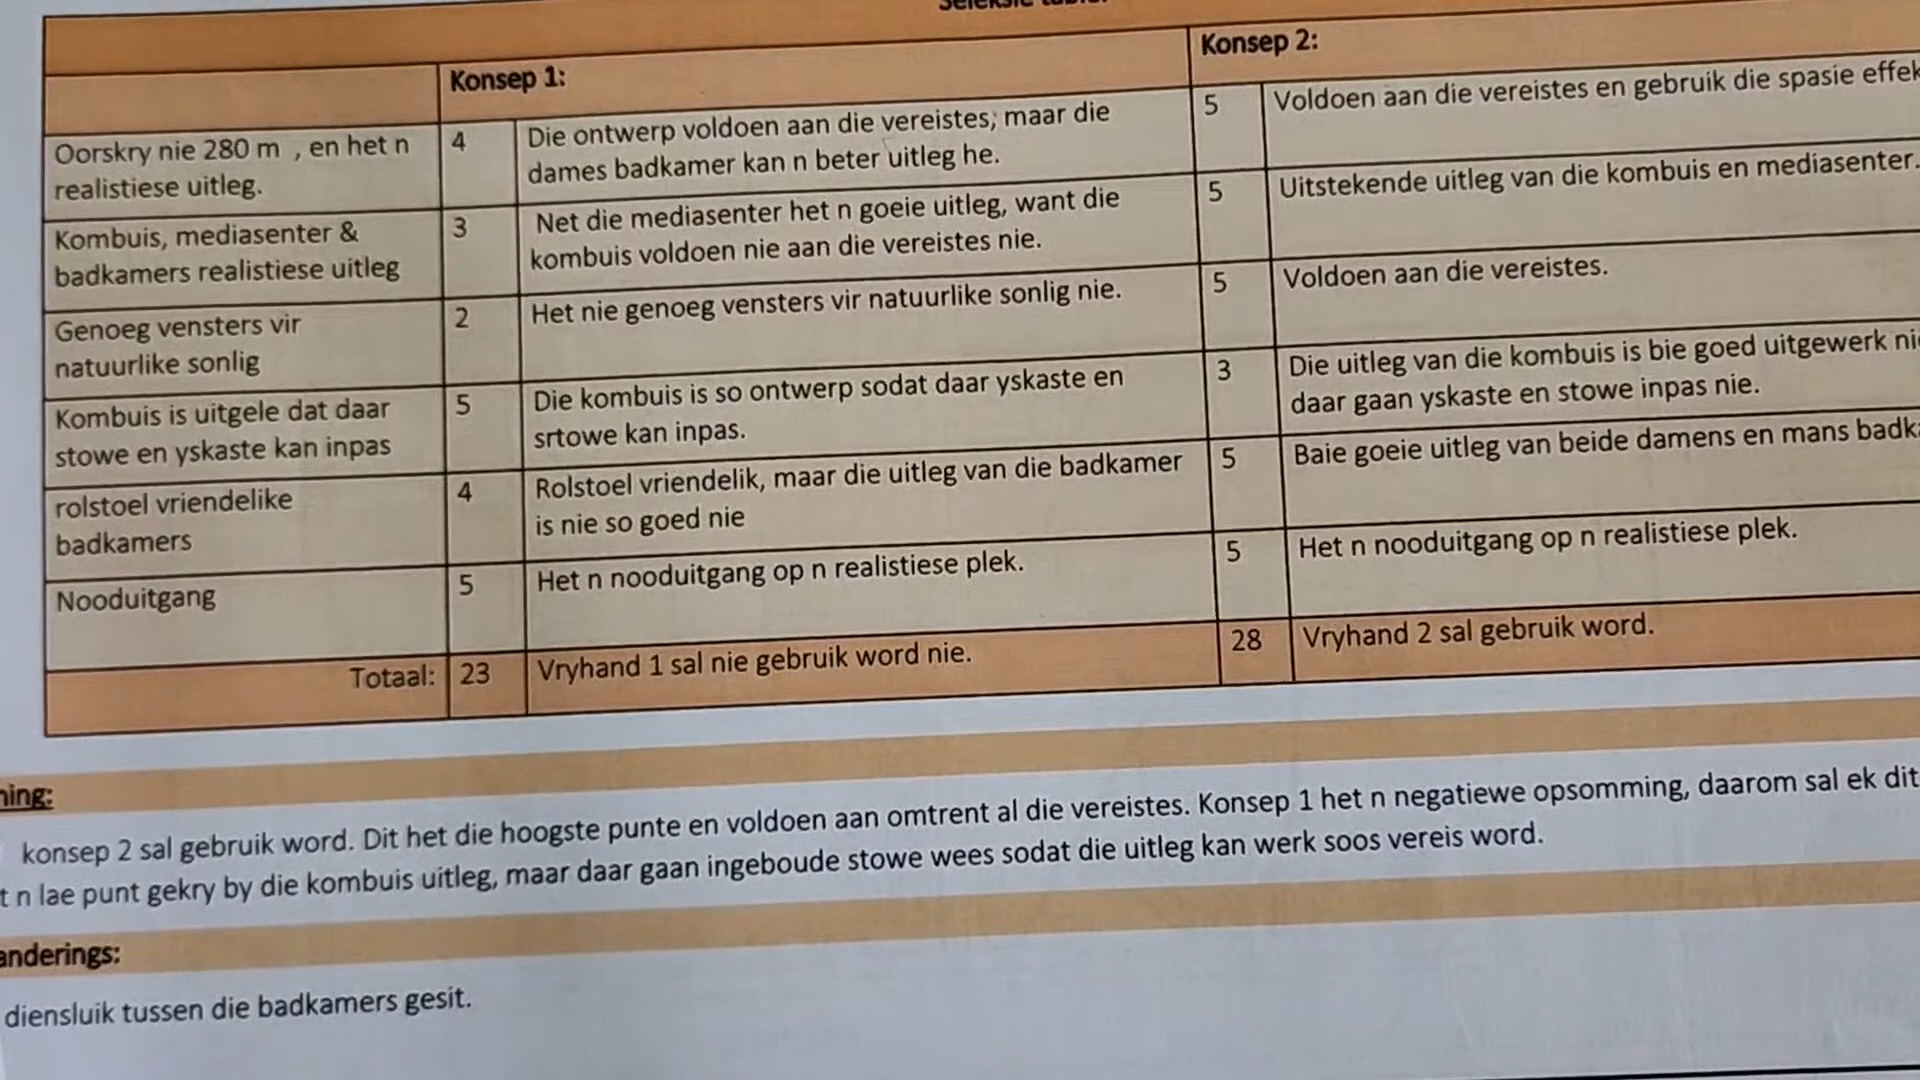 Konsep 1:
Konsep 2:
Oorskry nie 280 m , en het n
realistiese uitleg.
4
Die ontwerp voldoen aan die vereistes; maar die
dames badkamer kan n beter uitleg he.
5
Voldoen aan die vereistes en gebruik die spasie
Kombuis, mediasenter &
badkamers realistiese uitleg
3
Net die mediasenter het n goeie uitleg, want die
kombuis voldoen nie aan die vereistes nie.
5
Uitstekende uitleg van die kombuis en mediasenter.
Genoeg vensters vir
natuurlike sonlig
2
Het nie genoeg vensters vir natuurlike sonlig nie.
5
Voldoen aan die vereistes.
Kombuis is uitgele dat daar
stowe en yskaste kan inpas
5
Die kombuis is so ontwerp sodat daar yskaste en
srtowe kan inpas.
3
Die uitleg van die kombuis is bie goed uitgewerk
daar gaan yskaste en stowe inpas nie.
rolstoel vriendelike
badkamers
4
Rolstoel vriendelik, maar die uitleg van die badkamer
is nie so goed nie
5
Baie goeie uitleg van beide damens en mans
Nooduitgang
5
Het n nooduitgang op n realistiese plek.
5
Het n nooduitgang op n realistiese plek.
Totaal:
23
Vryhand 1 sal nie gebruik word nie.
28
Vryhand 2 sal gebruik word.
konsep 2 sal gebruik word. Dit het die hoogste punte en voldoen aan omtrent al die vereistes. Konsep 1 het n negatiewe opsomming, daarom sal ek dit
n lae punt gekry by die kombuis uitleg, maar daar gaan ingeboude stowe wees sodat die uitleg kan werk soos vereis word.
diensluik tussen die badkamers gesit.